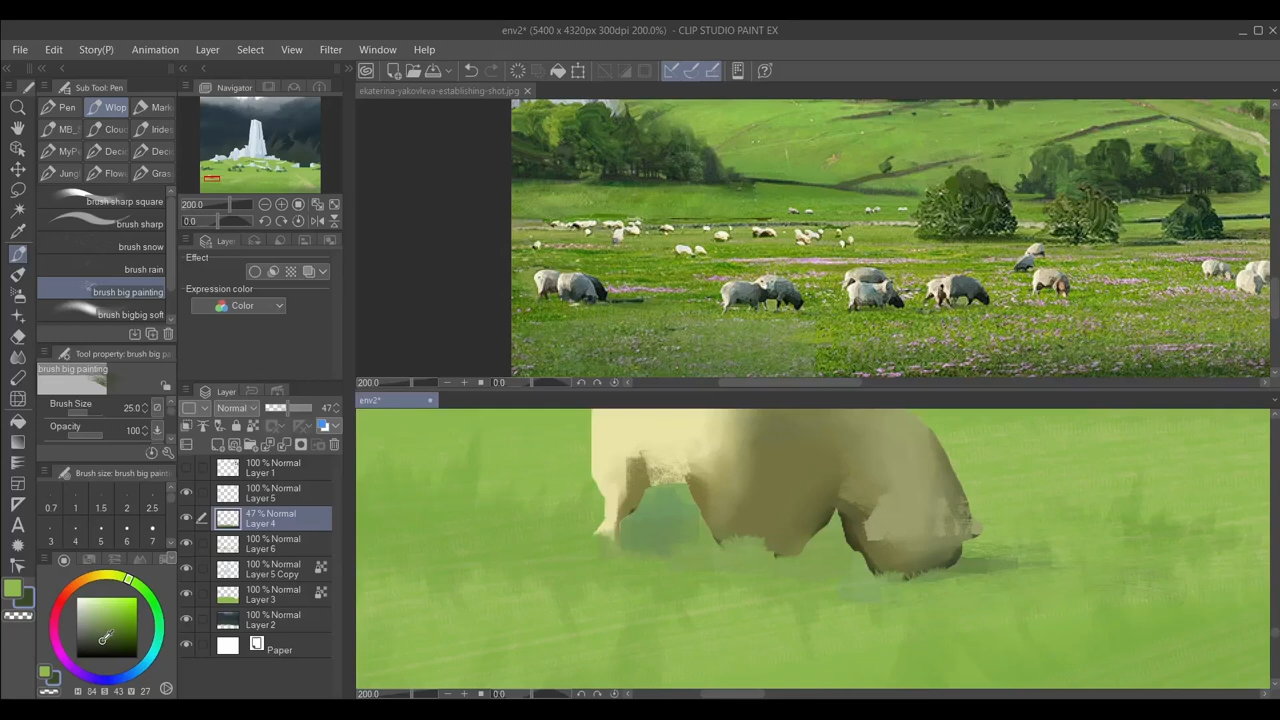 env2* (5400 x 4320px 300dpi 200.0%) - CLIP STUDIO PAINT EX
File Edit Story(P) Animation Layer Select View Filter Window Help
Sub Tool: Pen
Navigator
ekaterina-yakovleva-establishing-shot.jpg
Pen Wlop Mark
MB_ Clou Irides
MyPe Deco Deco
Jung Flow Gras
brush sharp square
brush sharp
brush snow
brush rain
brush big painting
brush bigbig soft
200.0
0.0
Layer
Effect
Expression color
Color
Tool property: brush big pa
brush big painting
Brush Size 25.0
Opacity 100
Brush size: brush big paint
0.7 1 1.5 2 2.5
3 4 5 6 7
H 84 S 43 V 27
Layer
Normal 47
100 % Normal
Layer 1
100 % Normal
Layer 5
47 % Normal
Layer 4
100 % Normal
Layer 6
100 % Normal
Layer 5 Copy
100 % Normal
Layer 3
100 % Normal
Layer 2
Paper
200.0 0.0
env2*
200.0 0.0